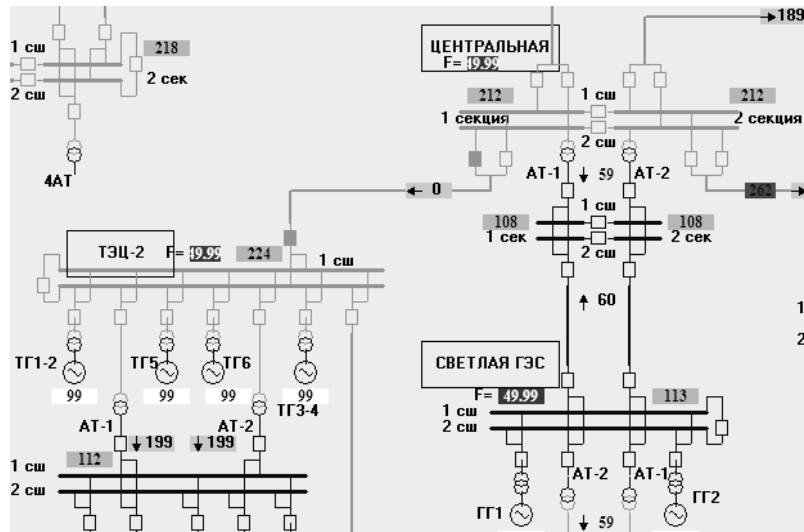 189
1 сш
218
ЦЕНТРАЛЬНАЯ
F= 49.99
2 сек
2 сш
212
1 сш
212
1 секция
2 секция
2 сш
4АТ
АТ-1
59
АТ-2
0
262
1 сш
108
108
1 сек
2 сек
2 сш
ТЭЦ-2
F= 49.99
224
1 сш
60
1
2
ТГ1-2
ТГ5
ТГ6
СВЕТЛАЯ ГЭС
99
99
99
99
F= 49.99
113
ТГ3-4
1 сш
2 сш
АТ-1
АТ-2
199
199
112
1 сш
2 сш
АТ-2
АТ-1
ГГ1
ГГ2
59